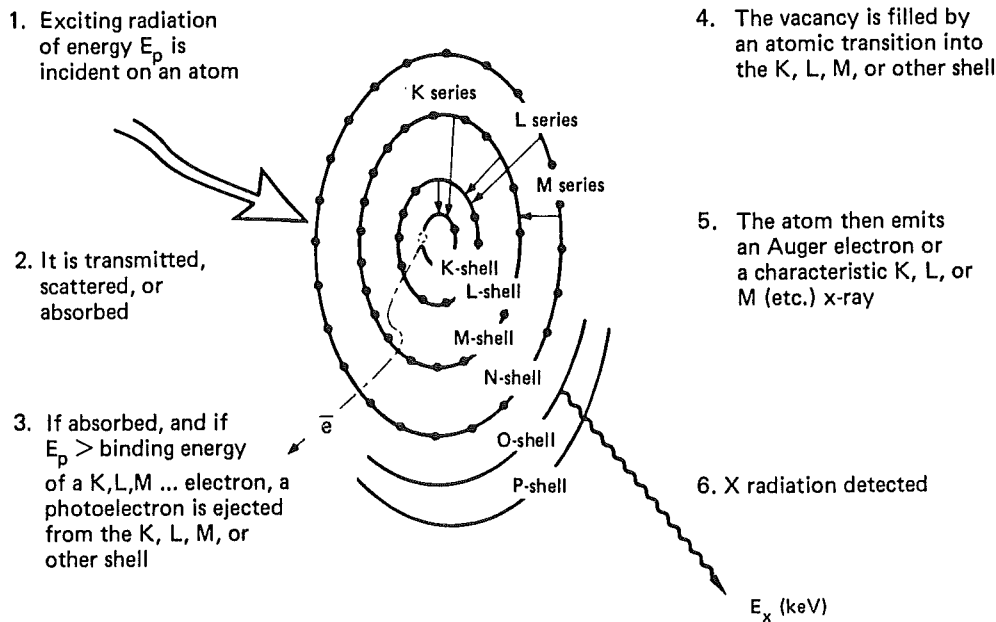 1. Exciting radiation
of energy Ep is
incident on an atom
2. It is transmitted,
scattered, or
absorbed
3. If absorbed, and if
Ep > binding energy
of a K,L,M ... electron, a
photoelectron is ejected
from the K, L, M, or
other shell
K series
L series
M series
K-shell
L-shell
M-shell
N-shell
O-shell
P-shell
e̅
4. The vacancy is filled by
an atomic transition into
the K, L, M, or other shell
5. The atom then emits
an Auger electron or
a characteristic K, L, or
M (etc.) x-ray
6. X radiation detected
Ex (keV)